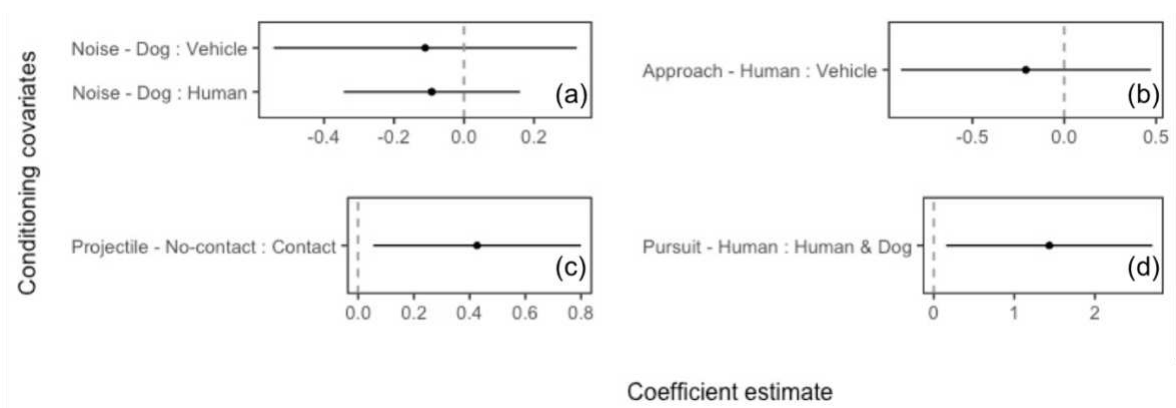 Conditioning covariates
Noise - Dog : Vehicle
Noise - Dog : Human
(a)
-0.4 -0.2 0.0 0.2
Approach - Human : Vehicle
(b)
-0.5 0.0 0.5
Projectile - No-contact : Contact
(c)
0.0 0.2 0.4 0.6 0.8
Pursuit - Human : Human & Dog
(d)
0 1 2
Coefficient estimate